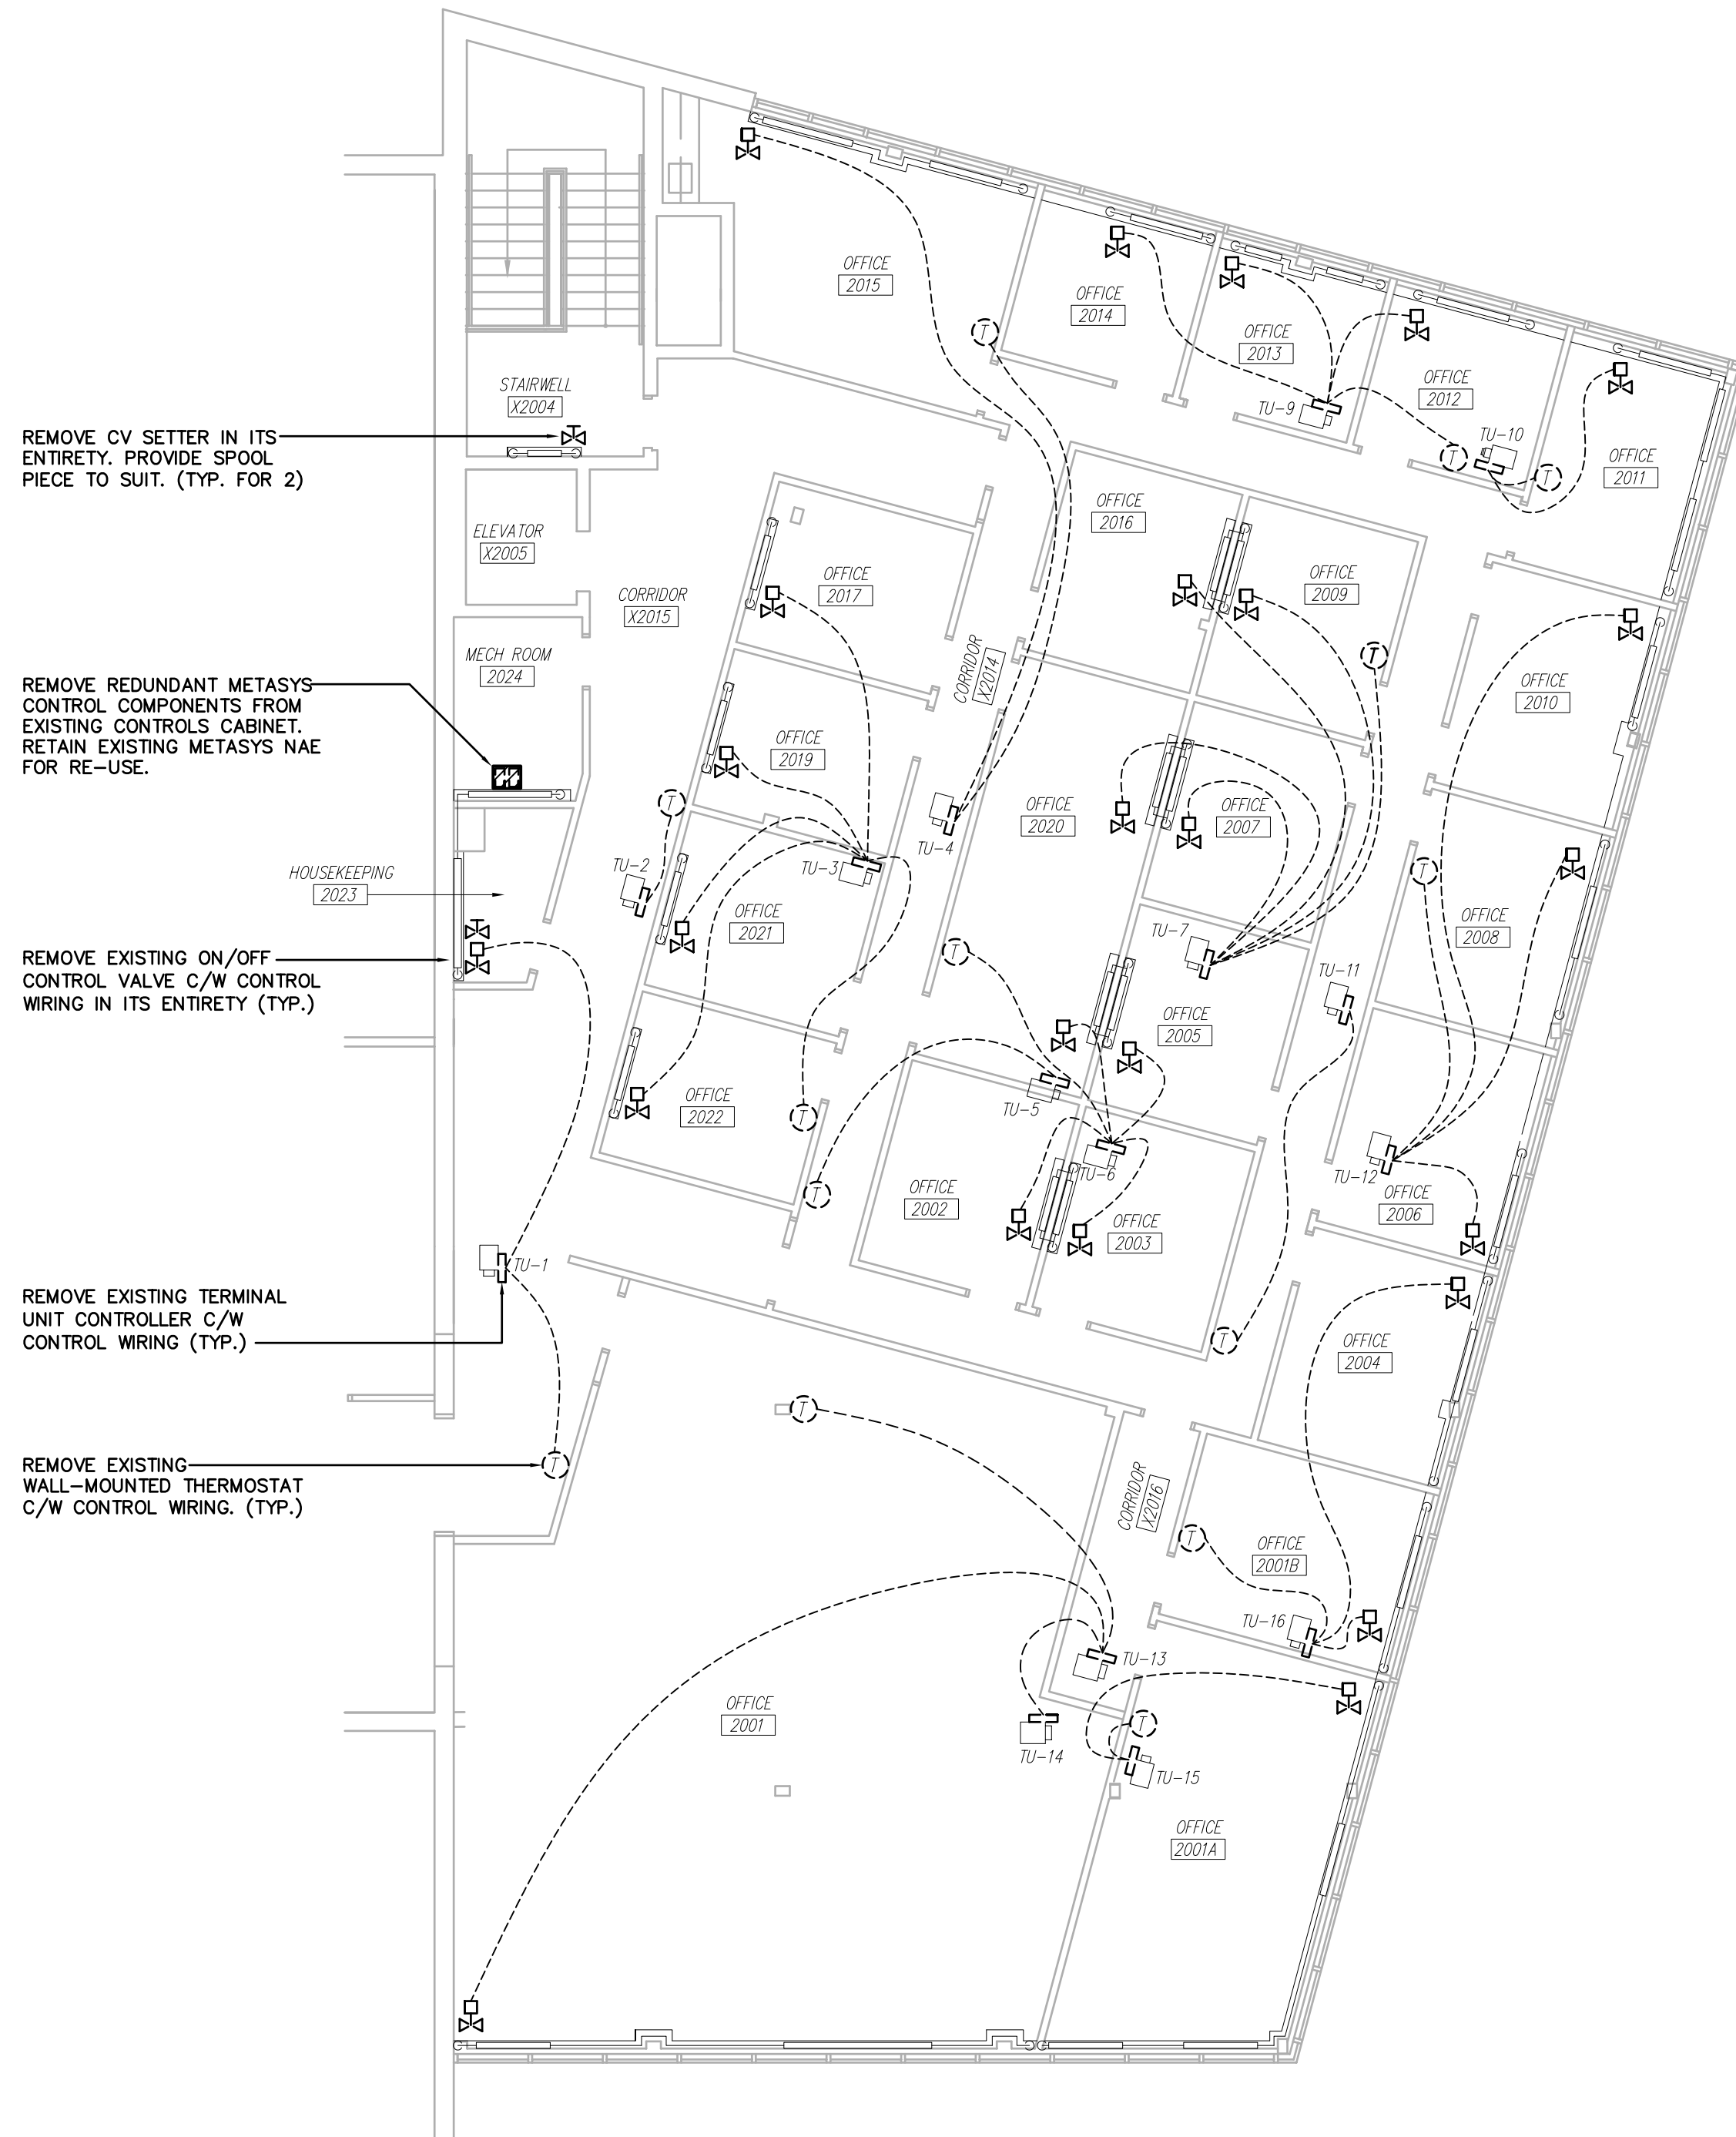 OFFICE
2015
OFFICE
2014
OFFICE
2013
OFFICE
2012
OFFICE
2011
T
TU-9
TU-10
T
T
STAIRWELL
X2004
REMOVE CV SETTER IN ITS
ENTIRETY. PROVIDE SPOOL
PIECE TO SUIT. (TYP. FOR 2)
ELEVATOR
X2005
OFFICE
2016
OFFICE
2009
OFFICE
2017
CORRIDOR
X2015
CORRIDOR
X2014
T
MECH ROOM
2024
OFFICE
2010
REMOVE REDUNDANT METASYS
CONTROL COMPONENTS FROM
EXISTING CONTROLS CABINET.
RETAIN EXISTING METASYS NAE
FOR RE-USE.
OFFICE
2019
T
OFFICE
2020
OFFICE
2007
TU-4
TU-2
TU-3
T
HOUSEKEEPING
2023
OFFICE
2021
OFFICE
2008
TU-7
T
TU-11
REMOVE EXISTING ON/OFF
CONTROL VALVE C/W CONTROL
WIRING IN ITS ENTIRETY (TYP.)
OFFICE
2005
OFFICE
2022
T
TU-5
TU-6
TU-12
T
OFFICE
2002
OFFICE
2003
OFFICE
2006
TU-1
REMOVE EXISTING TERMINAL
UNIT CONTROLLER C/W
CONTROL WIRING (TYP.)
T
OFFICE
2004
T
REMOVE EXISTING
WALL-MOUNTED THERMOSTAT
C/W CONTROL WIRING. (TYP.)
T
CORRIDOR
X2016
T
OFFICE
2001B
TU-16
TU-13
OFFICE
2001
T
TU-14
TU-15
OFFICE
2001A